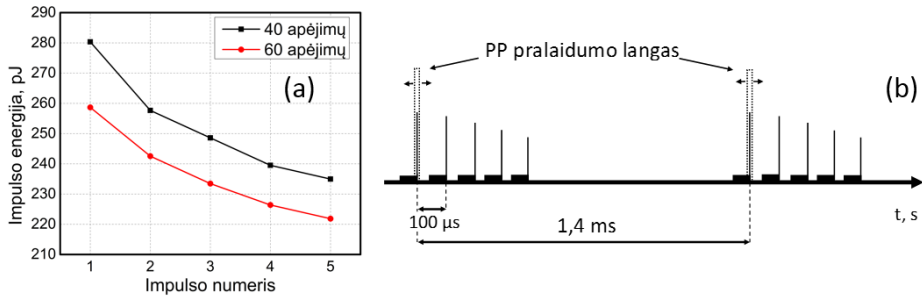 Impulso energija, pJ
290
280
270
260
250
240
230
220
210
40 apėjimų
60 apėjimų
(a)
1 2 3 4 5
Impulso numeris
PP pralaidumo langas
(b)
100 µs
1,4 ms
t, s